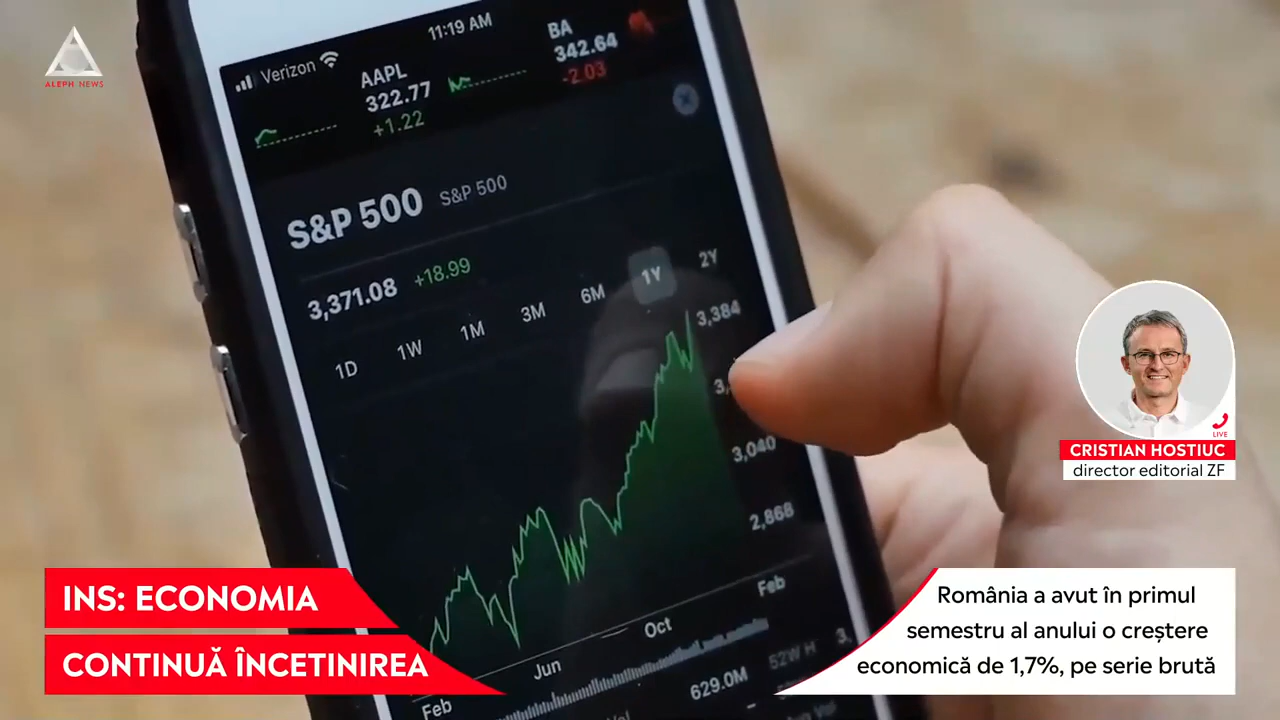 ALEPH NEWS
Verizon
11:19 AM
AAPL
322.77
+1.22
BA
342.64
-2.03
S&P 500 S&P 500
3,371.08 +18.99
1D 1W 1M 3M 6M 1Y 2Y
3,384
3,040
2,868
Feb Jun Oct Feb
629.0M
52W H
LIVE
CRISTIAN HOSTIUC
director editorial ZF
INS: ECONOMIA
CONTINUĂ ÎNCETINIREA
România a avut în primul
semestru al anului o creștere
economică de 1,7%, pe serie brută